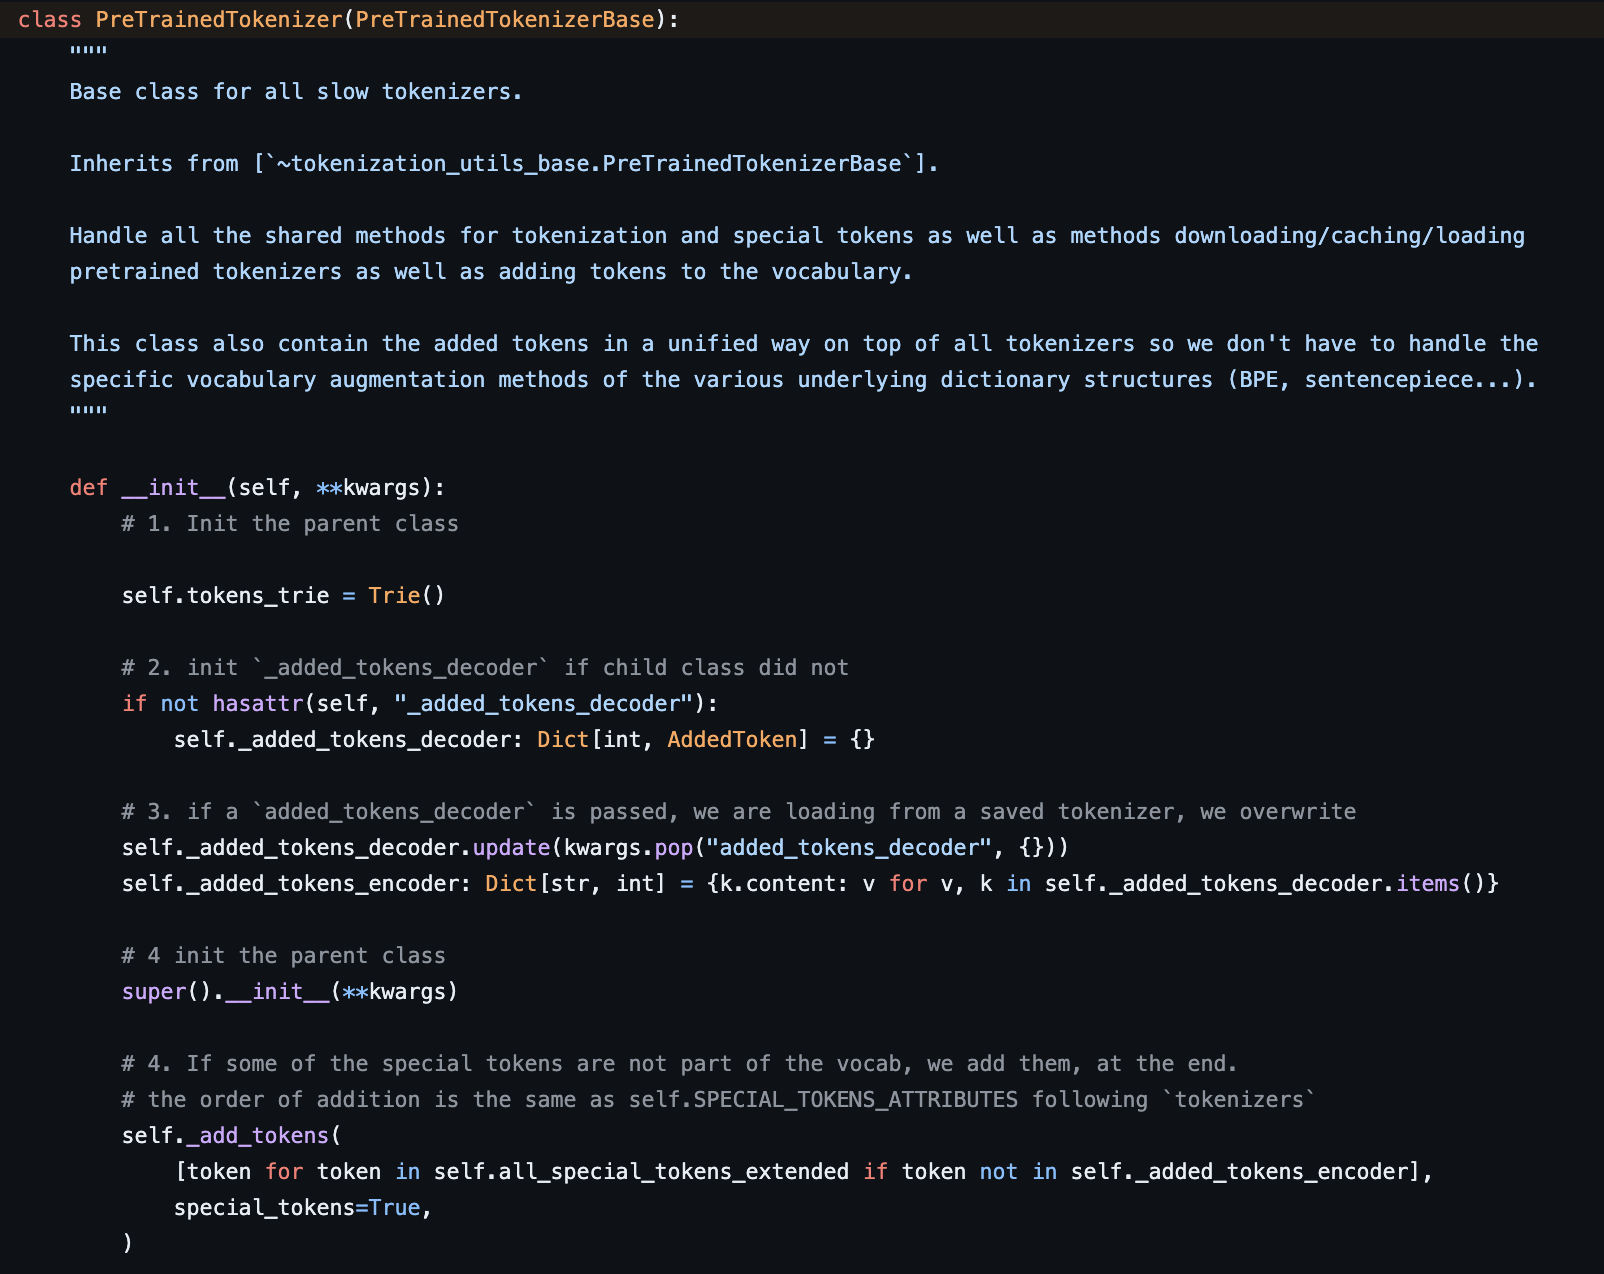 class PreTrainedTokenizer(PreTrainedTokenizerBase):
    """
    Base class for all slow tokenizers.

    Inherits from [`~tokenization_utils_base.PreTrainedTokenizerBase`].

    Handle all the shared methods for tokenization and special tokens as well as methods downloading/caching/loading
    pretrained tokenizers as well as adding tokens to the vocabulary.

    This class also contain the added tokens in a unified way on top of all tokenizers so we don't have to handle the
    specific vocabulary augmentation methods of the various underlying dictionary structures (BPE, sentencepiece...).
    """

    def __init__(self, **kwargs):
        # 1. Init the parent class

        self.tokens_trie = Trie()

        # 2. init `_added_tokens_decoder` if child class did not
        if not hasattr(self, "_added_tokens_decoder"):
            self._added_tokens_decoder: Dict[int, AddedToken] = {}

        # 3. if a `added_tokens_decoder` is passed, we are loading from a saved tokenizer, we overwrite
        self._added_tokens_decoder.update(kwargs.pop("added_tokens_decoder", {}))
        self._added_tokens_encoder: Dict[str, int] = {k.content: v for v, k in self._added_tokens_decoder.items()}

        # 4 init the parent class
        super().__init__(**kwargs)

        # 4. If some of the special tokens are not part of the vocab, we add them, at the end.
        # the order of addition is the same as self.SPECIAL_TOKENS_ATTRIBUTES following `tokenizers`
        self._add_tokens(
            [token for token in self.all_special_tokens_extended if token not in self._added_tokens_encoder],
            special_tokens=True,
        )